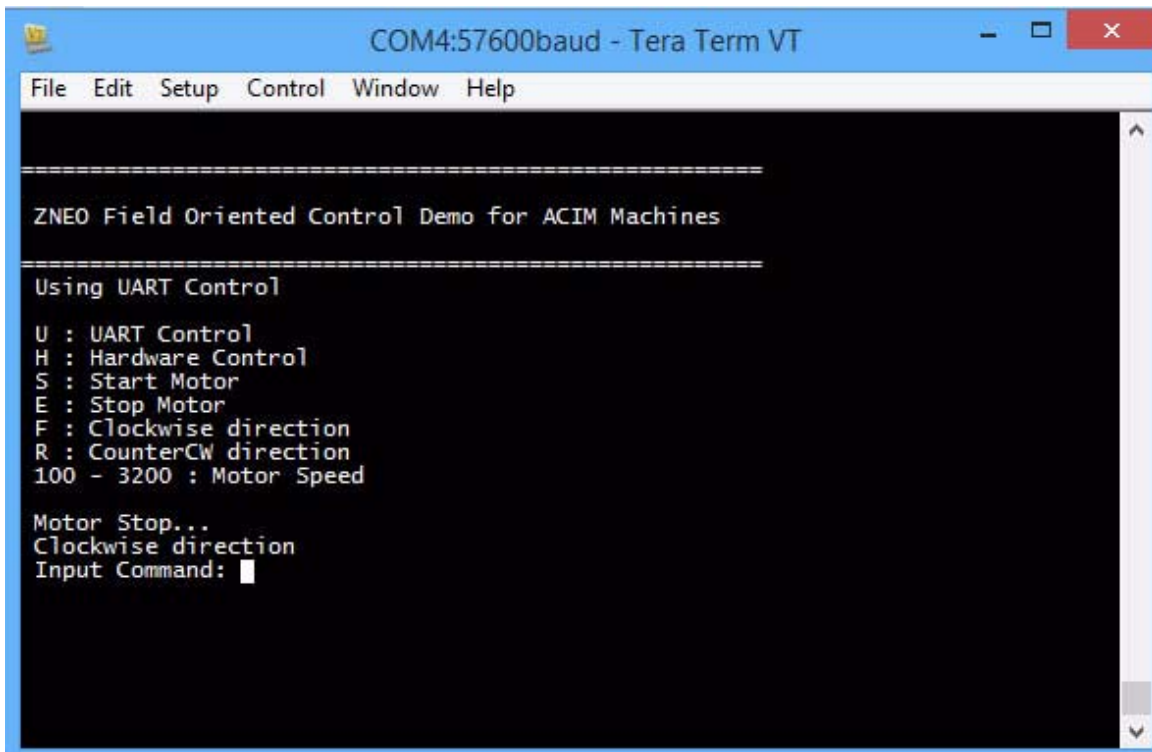 COM4:57600baud - Tera Term VT
File Edit Setup Control Window Help
======================================================
ZNEO Field Oriented Control Demo for ACIM Machines
======================================================
Using UART Control
U : UART Control
H : Hardware Control
S : Start Motor
E : Stop Motor
F : Clockwise direction
R : CounterCW direction
100 - 3200 : Motor Speed
Motor Stop...
Clockwise direction
Input Command: